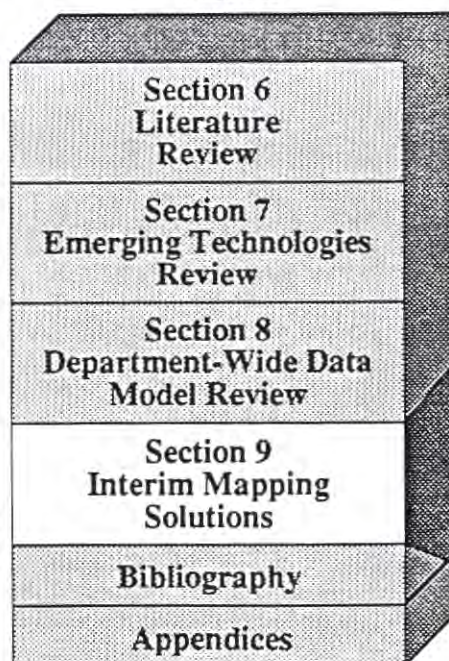 Section 6
Literature
Review
Section 7
Emerging Technologies
Review
Section 8
Department-Wide Data
Model Review
Section 9
Interim Mapping
Solutions
Bibliography
Appendices